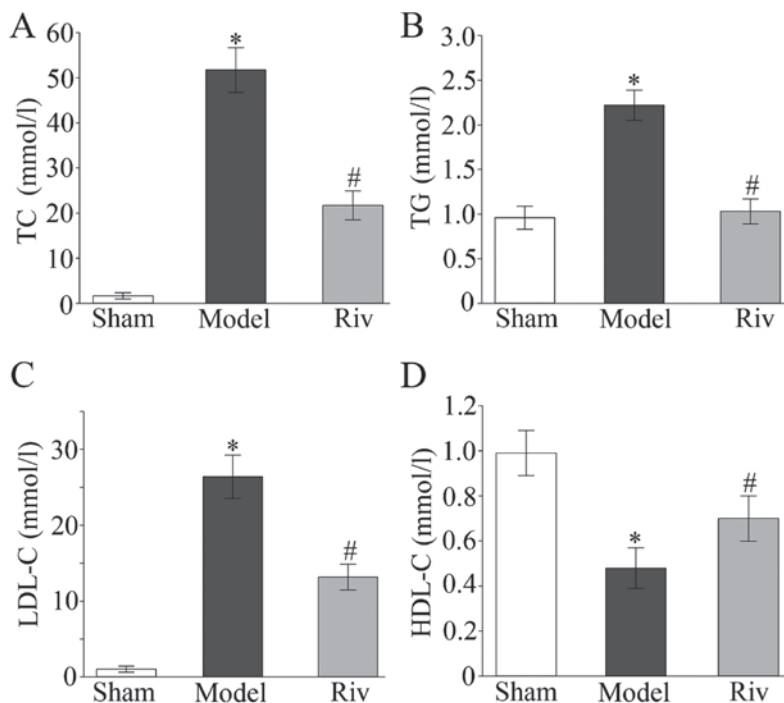 A
TC (mmol/l)
60
50
40
30
20
10
0
*
#
Sham Model Riv
B
TG (mmol/l)
3.0
2.5
2.0
1.5
1.0
0.5
0
*
#
Sham Model Riv
C
LDL-C (mmol/l)
30
20
10
0
*
#
Sham Model Riv
D
HDL-C (mmol/l)
1.2
1.0
0.8
0.6
0.4
0.2
0
*
#
Sham Model Riv